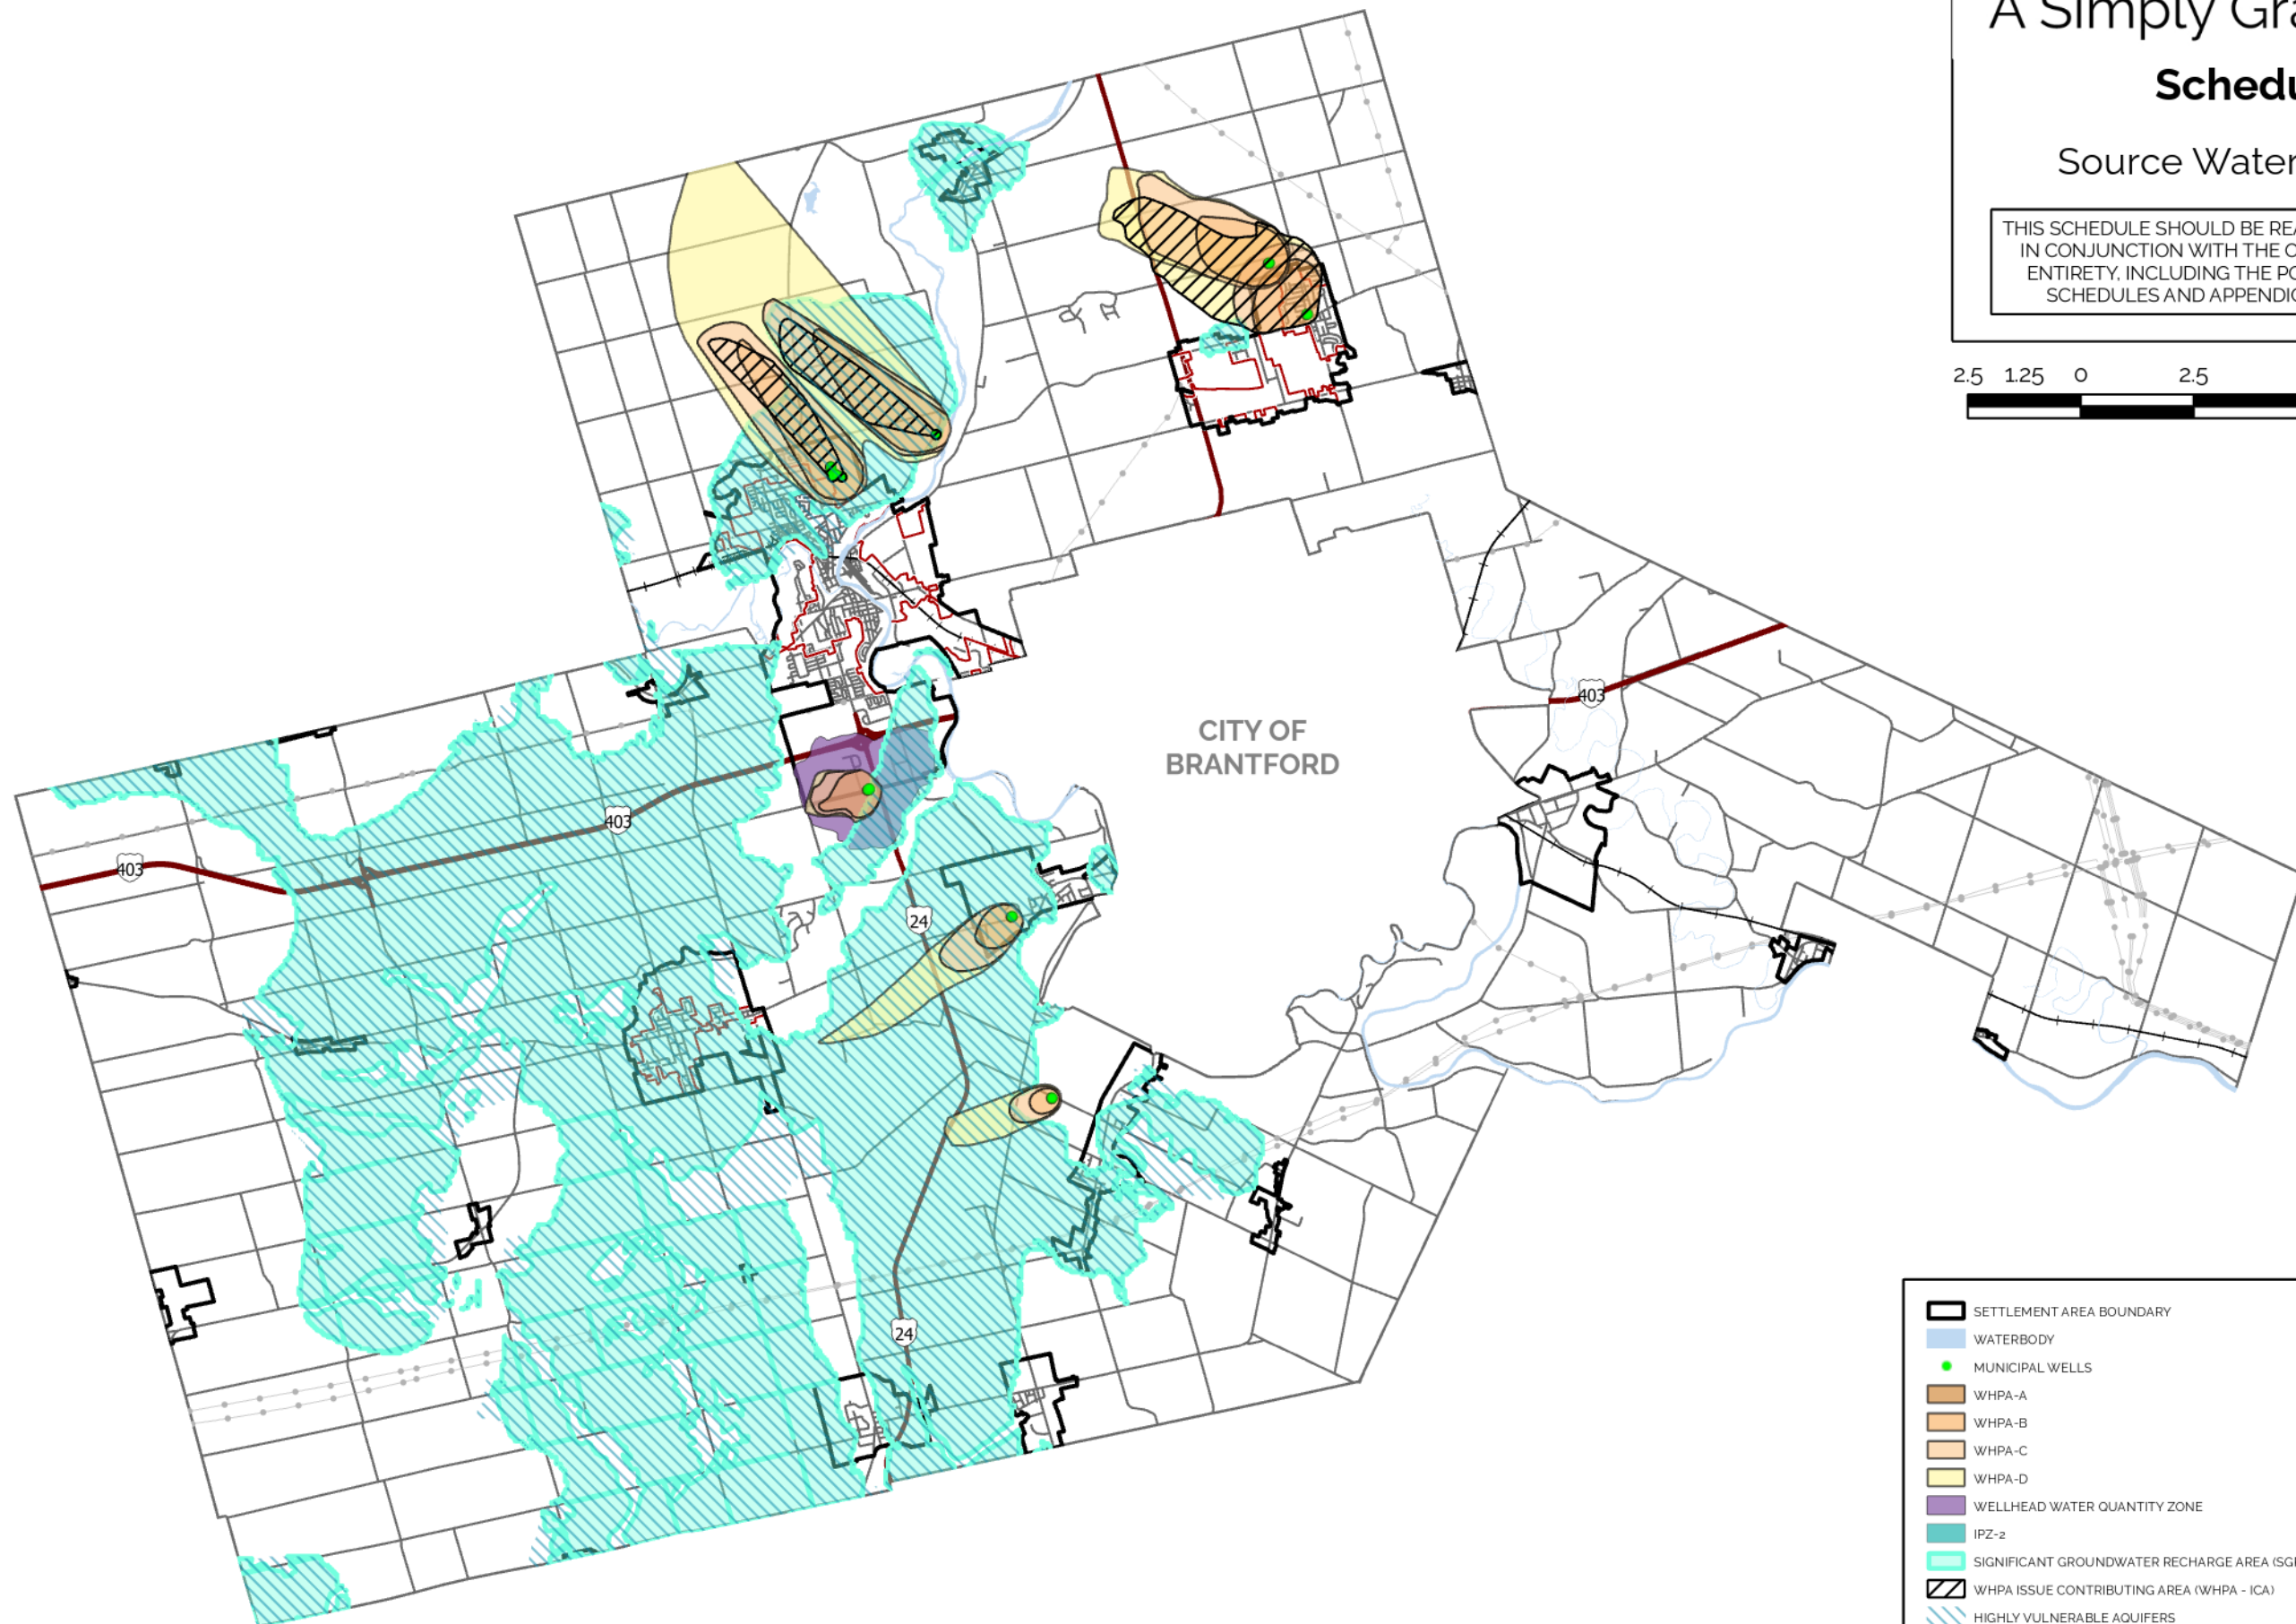 A Simply Gra
Schedu
Source Water
THIS SCHEDULE SHOULD BE REA
IN CONJUNCTION WITH THE O
ENTIRETY, INCLUDING THE PO
SCHEDULES AND APPENDIC
2.5 1.25 0 2.5
403
CITY OF
BRANTFORD
403
403
24
24
SETTLEMENT AREA BOUNDARY
WATERBODY
MUNICIPAL WELLS
WHPA-A
WHPA-B
WHPA-C
WHPA-D
WELLHEAD WATER QUANTITY ZONE
IPZ-2
SIGNIFICANT GROUNDWATER RECHARGE AREA (SG
WHPA ISSUE CONTRIBUTING AREA (WHPA - ICA)
HIGHLY VULNERABLE AQUIFERS